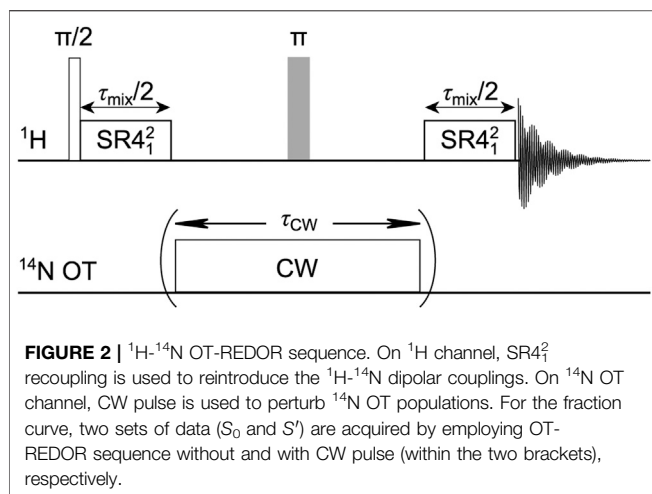 π/2
π
τmix/2
τmix/2
¹H
SR4²₁
SR4²₁
τCW
¹⁴N OT
CW
FIGURE 2 | ¹H-¹⁴N OT-REDOR sequence. On ¹H channel, SR4²₁
recoupling is used to reintroduce the ¹H-¹⁴N dipolar couplings. On ¹⁴N OT
channel, CW pulse is used to perturb ¹⁴N OT populations. For the fraction
curve, two sets of data (S₀ and S′) are acquired by employing OT-
REDOR sequence without and with CW pulse (within the two brackets),
respectively.